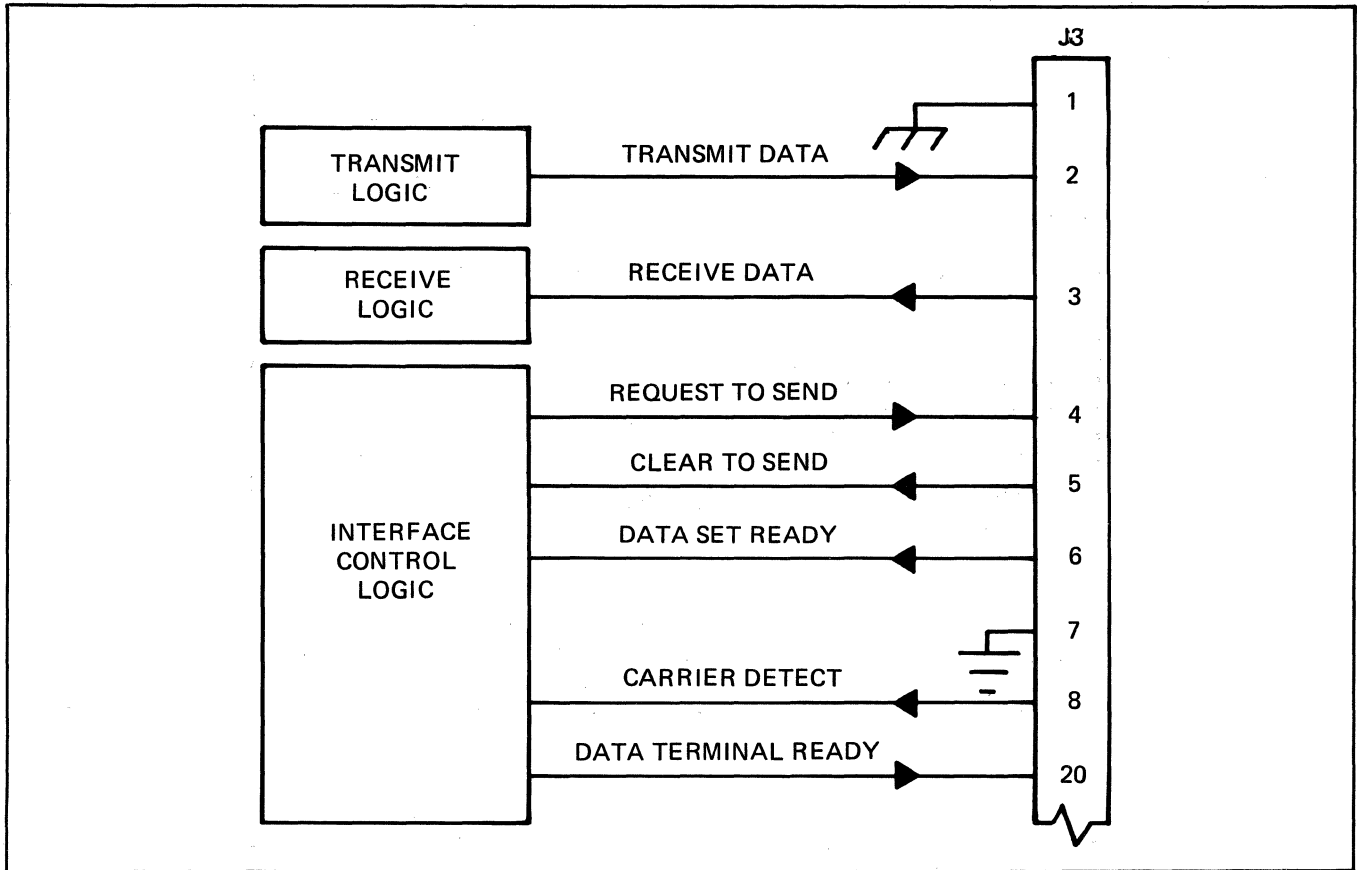 J3
1
TRANSMIT
LOGIC
TRANSMIT DATA
2
RECEIVE
LOGIC
RECEIVE DATA
3
INTERFACE
CONTROL
LOGIC
REQUEST TO SEND
4
CLEAR TO SEND
5
DATA SET READY
6
7
CARRIER DETECT
8
DATA TERMINAL READY
20